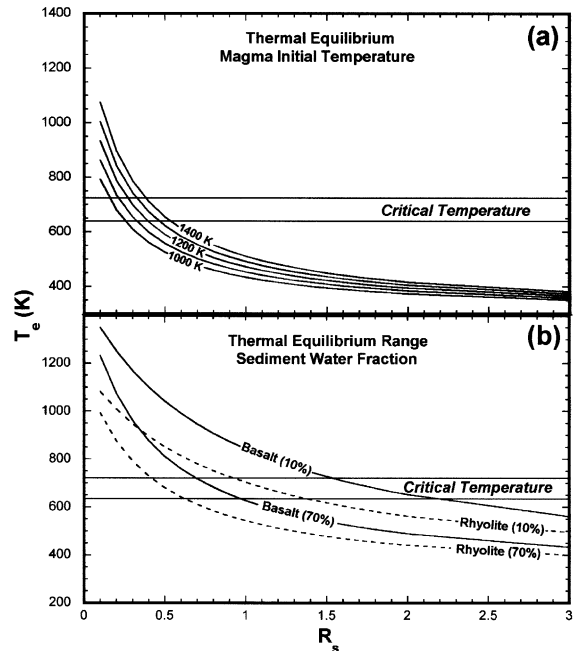 1400
(a)
Thermal Equilibrium
Magma Initial Temperature
1200
1000
800
Critical Temperature
600
1400 K
1200 K
1000 K
400
T_e (K)
(b)
Thermal Equilibrium Range
Sediment Water Fraction
1200
1000
Basalt (10%)
800
Critical Temperature
600
Basalt (70%)
Rhyolite (10%)
Rhyolite (70%)
400
200
0 0.5 1 1.5 2 2.5 3
R_s